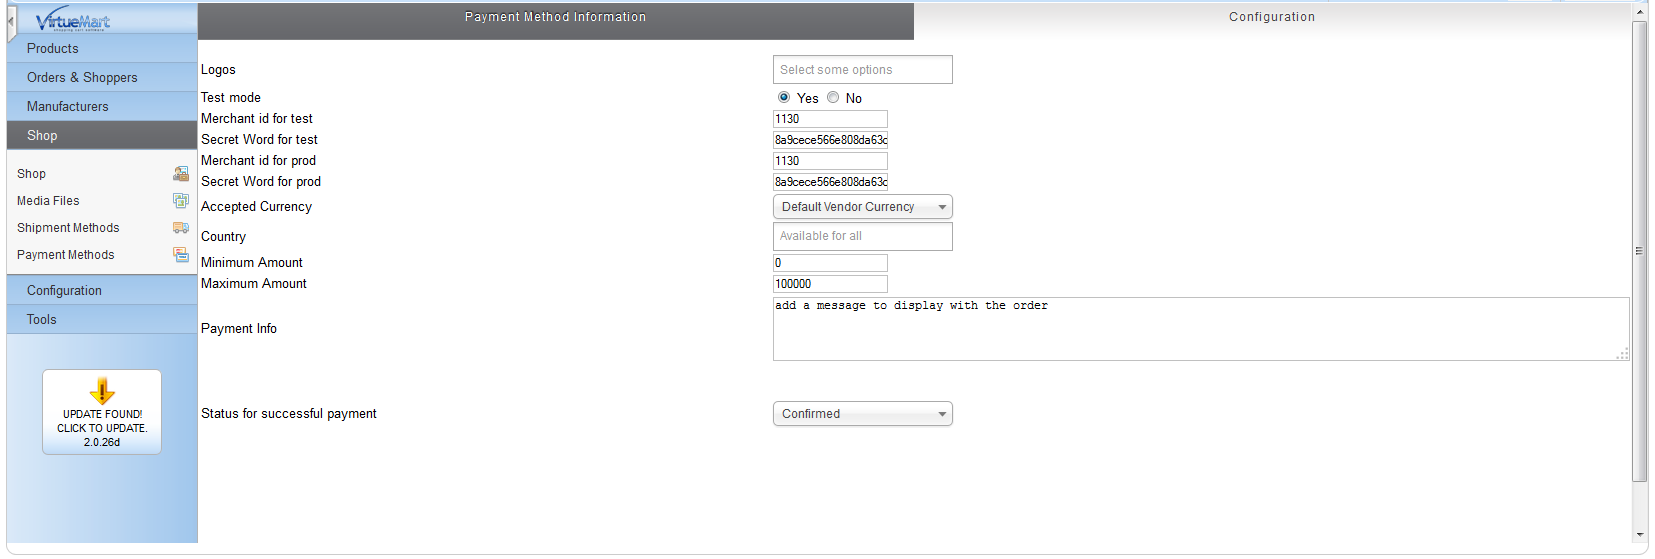 VirtueMart
shopping cart software
Products
Orders & Shoppers
Manufacturers
Shop
Shop
Media Files
Shipment Methods
Payment Methods
Configuration
Tools
UPDATE FOUND!
CLICK TO UPDATE.
2.0.26d
Payment Method Information
Configuration
Logos
Select some options
Test mode
Yes No
Merchant id for test
1130
Secret Word for test
8a9cece566e808da63c
Merchant id for prod
1130
Secret Word for prod
8a9cece566e808da63c
Accepted Currency
Default Vendor Currency
Country
Available for all
Minimum Amount
0
Maximum Amount
100000
Payment Info
add a message to display with the order
Status for successful payment
Confirmed